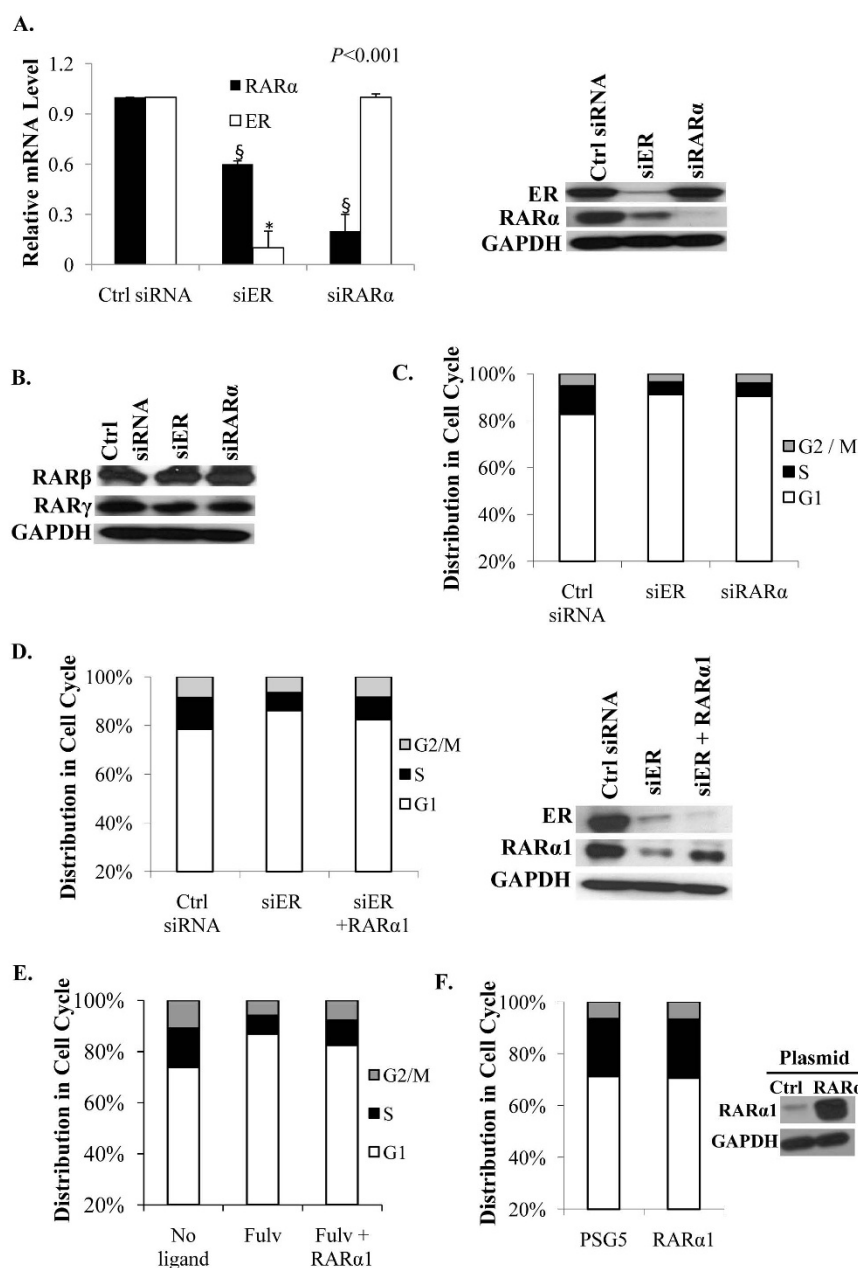 A.
P<0.001
1.2
0.9
0.6
0.3
0
Relative mRNA Level
RARα
ER
§
*
§
Ctrl siRNA siER siRARα
Ctrl siRNA
siER
siRARα
ER
RARα
GAPDH
B.
Ctrl
siRNA
siER
siRARα
RARβ
RARγ
GAPDH
C.
Distribution in Cell Cycle
100%
80%
60%
40%
20%
G2 / M
S
G1
Ctrl siER siRARα
siRNA
D.
Distribution in Cell Cycle
100%
80%
60%
40%
20%
G2/M
S
G1
Ctrl siER siER
siRNA +RARα1
Ctrl siRNA
siER
siER + RARα1
ER
RARα1
GAPDH
E.
Distribution in Cell Cycle
100%
80%
60%
40%
20%
G2/M
S
G1
No Fulv Fulv +
ligand RARα1
F.
Distribution in Cell Cycle
100%
80%
60%
40%
20%
PSG5 RARα1
Plasmid
Ctrl RARα
RARα1
GAPDH